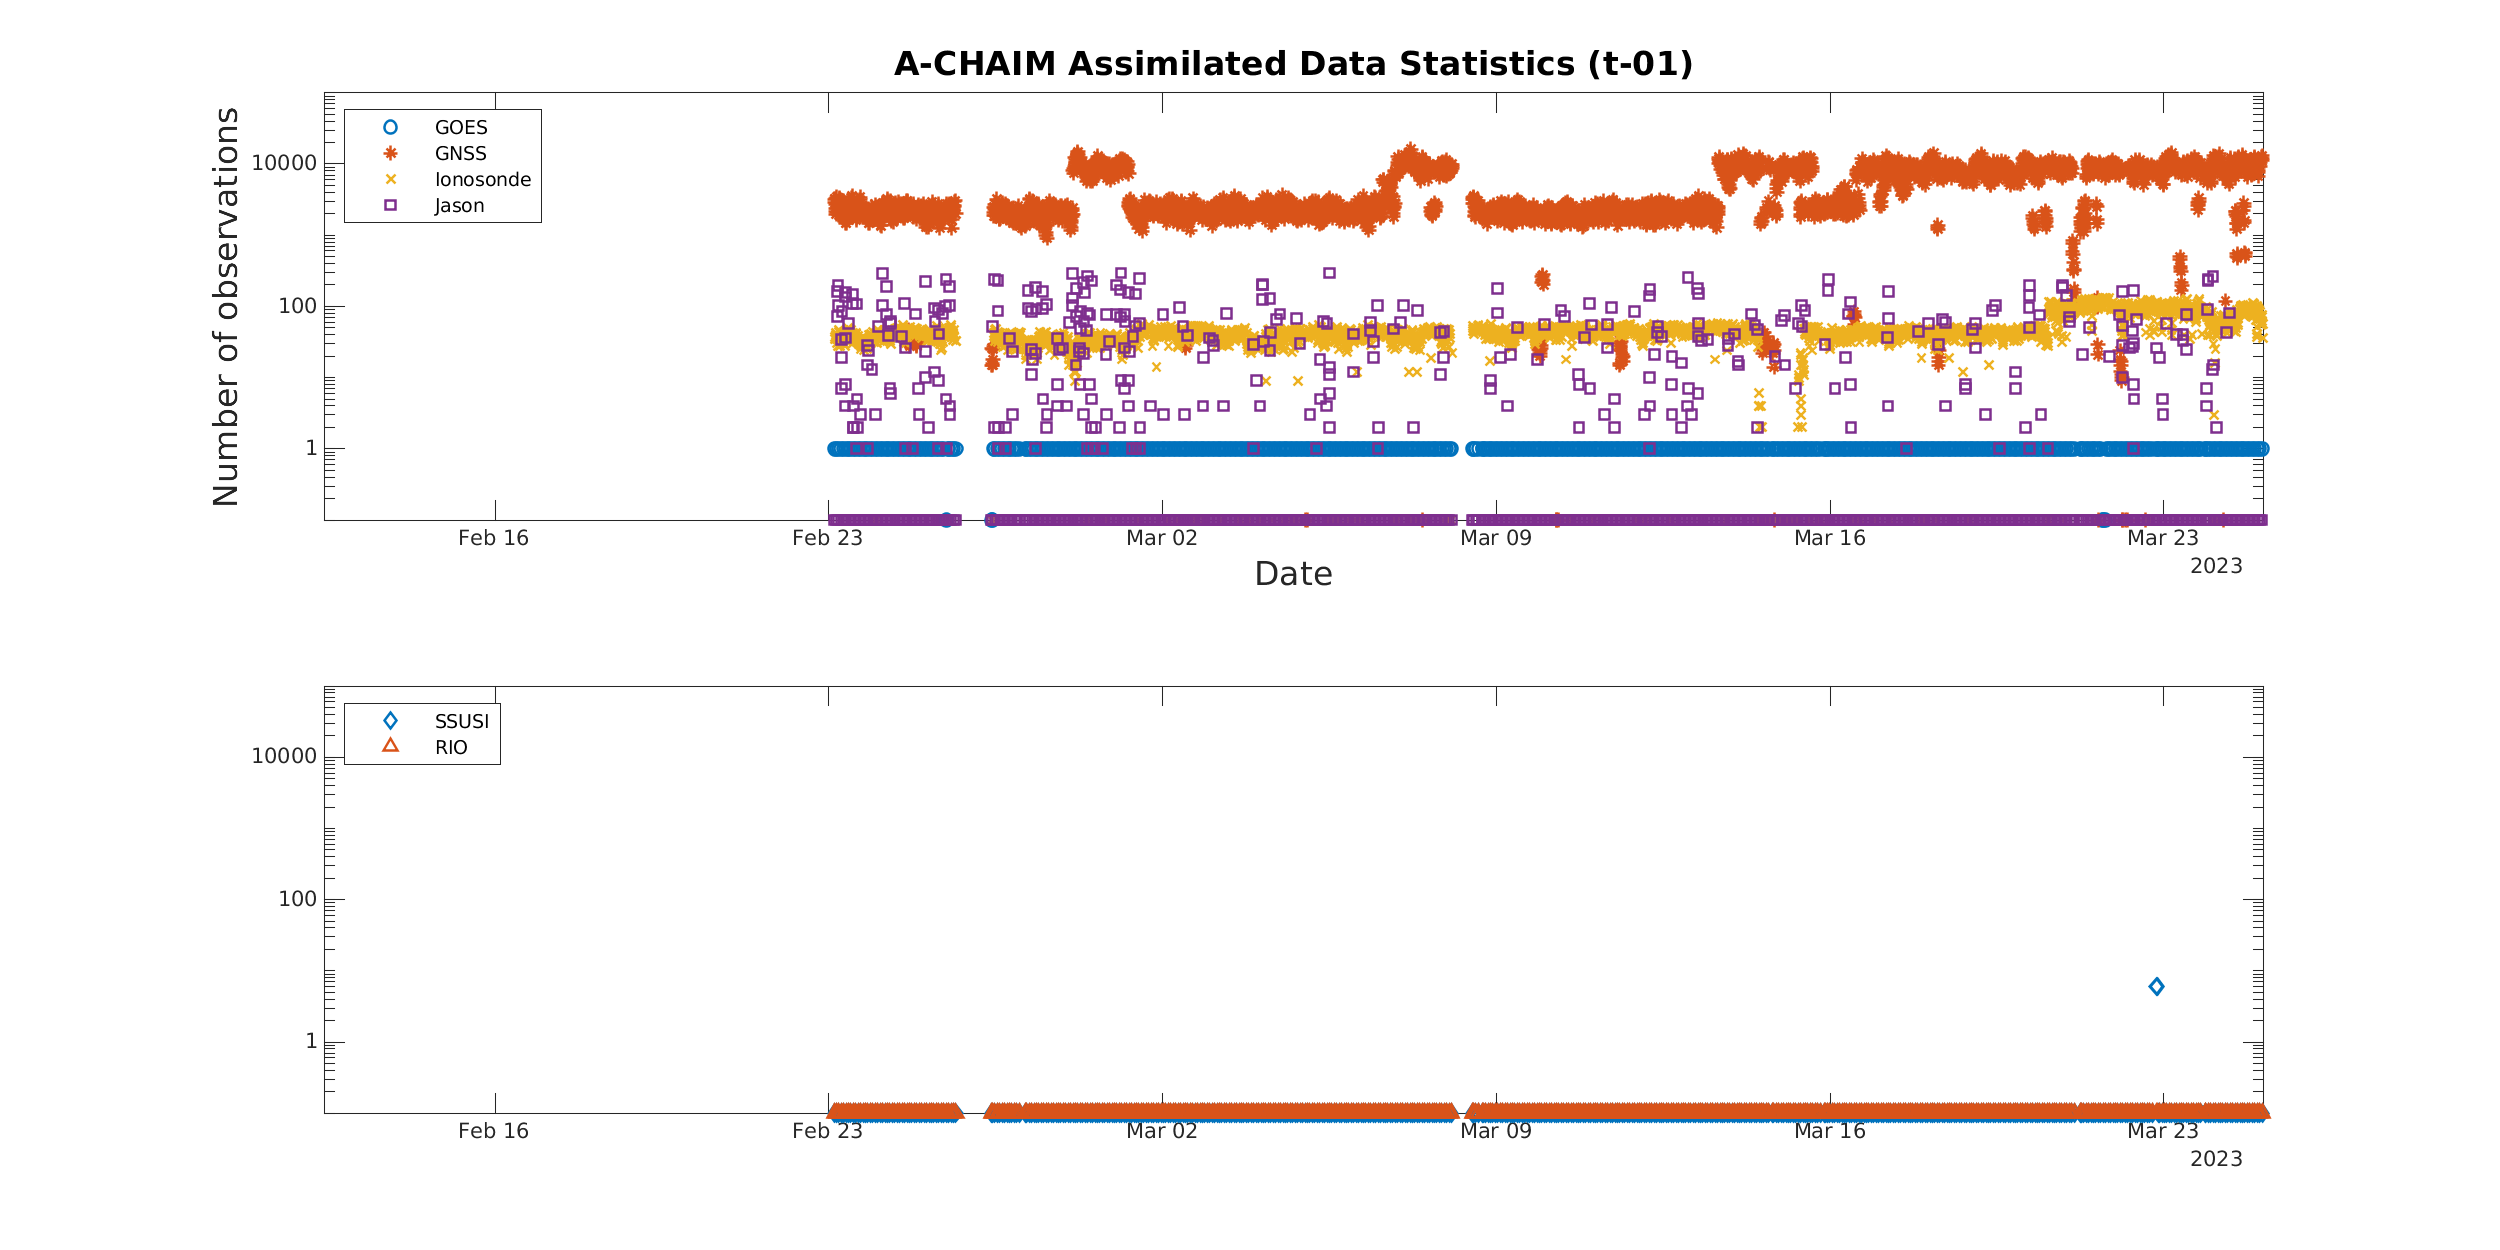 A-CHAIM Assimilated Data Statistics (t-01)
Number of observations
10000
100
1
GOES
GNSS
Ionosonde
Jason
Feb 16 Feb 23 Mar 02 Mar 09 Mar 16 Mar 23
2023
Date
10000
100
1
SSUSI
RIO
Feb 16 Feb 23 Mar 02 Mar 09 Mar 16 Mar 23
2023